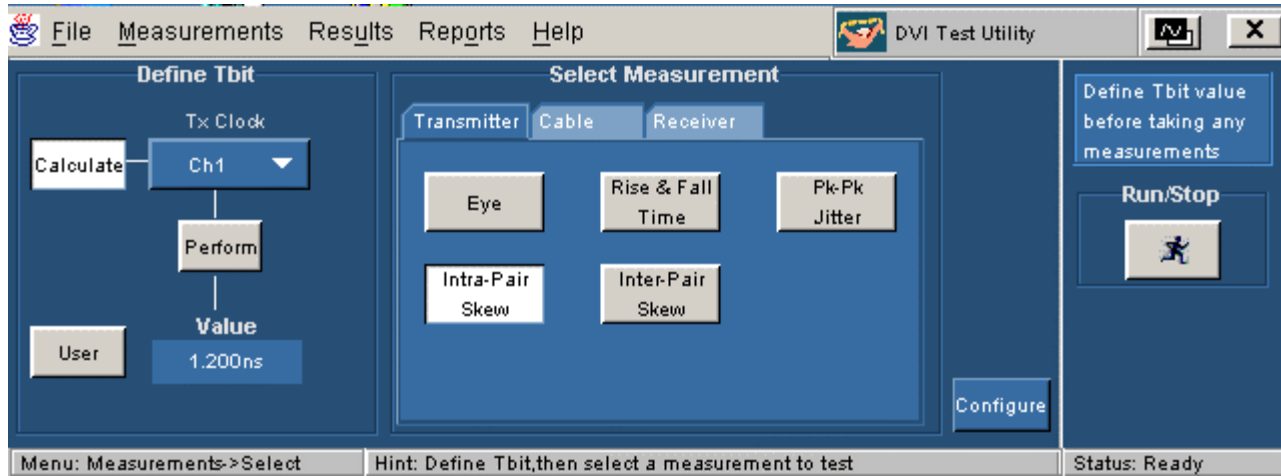 File Measurements Results Reports Help
DVI Test Utility
Define Tbit
Tx Clock
Calculate
Ch1
Perform
User
Value
1.200ns
Select Measurement
Transmitter Cable Receiver
Eye
Rise & Fall
Time
Pk-Pk
Jitter
Intra-Pair
Skew
Inter-Pair
Skew
Configure
Define Tbit value
before taking any
measurements
Run/Stop
Menu: Measurements->Select
Hint: Define Tbit,then select a measurement to test
Status: Ready